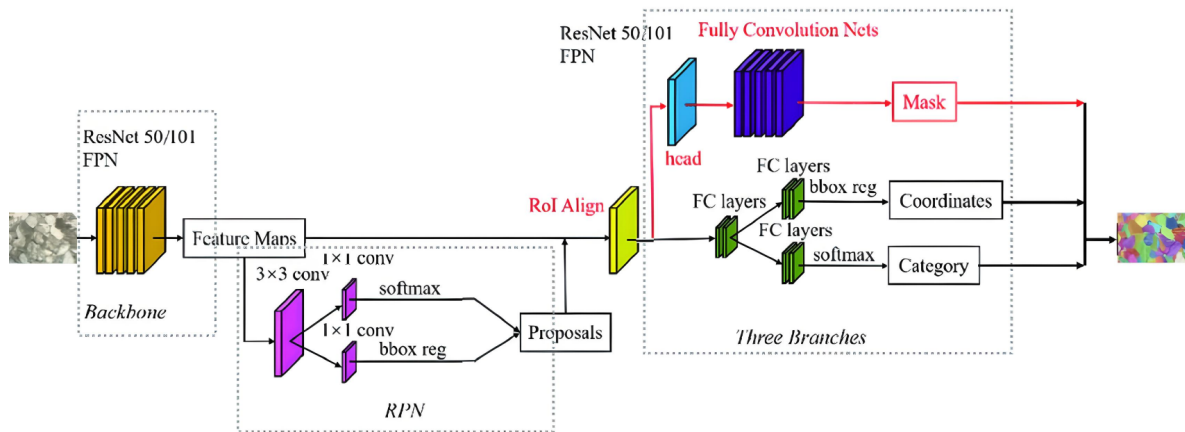 ResNet 50/101
FPN
Backbone
Feature Maps
3×3 conv
1×1 conv
softmax
1×1 conv
bbox reg
Proposals
RPN
RoI Align
ResNet 50/101
FPN
Fully Convolution Nets
head
Mask
FC layers
FC layers
bbox reg
Coordinates
FC layers
softmax
Category
Three Branches